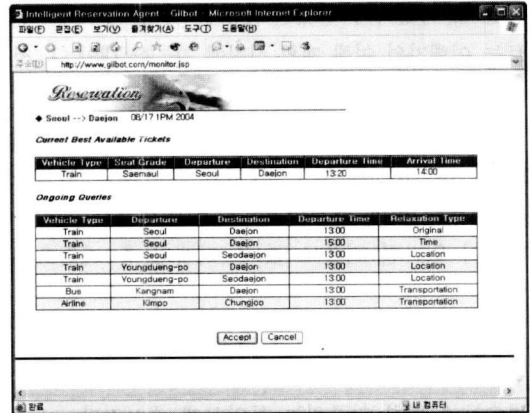 Intelligent Reservation Agent - Gilbot - Microsoft Internet Explorer
파일(F) 편집(E) 보기(V) 즐겨찾기(A) 도구(T) 도움말(H)
주소(D) http://www.gilbot.com/monitor.jsp
Reservation
◆ Seoul --> Daejon 08/17 1PM 2004
Current Best Available Tickets
Vehicle Type Seat Grade Departure Destination Departure Time Arrival Time
Train Saemaul Seoul Daejon 13:20 14:00
Ongoing Queries
Vehicle Type Departure Destination Departure Time Relaxation Type
Train Seoul Daejon 13:00 Original
Train Seoul Daejon 15:00 Time
Train Seoul Seodaejon 13:00 Location
Train Youngdueng-po Daejon 13:00 Location
Train Youngdueng-po Seodaejon 13:00 Location
Bus Kangnam Daejon 13:00 Transportation
Airline Kimpo Chungjoo 13:00 Transportation
Accept Cancel
완료 내 컴퓨터